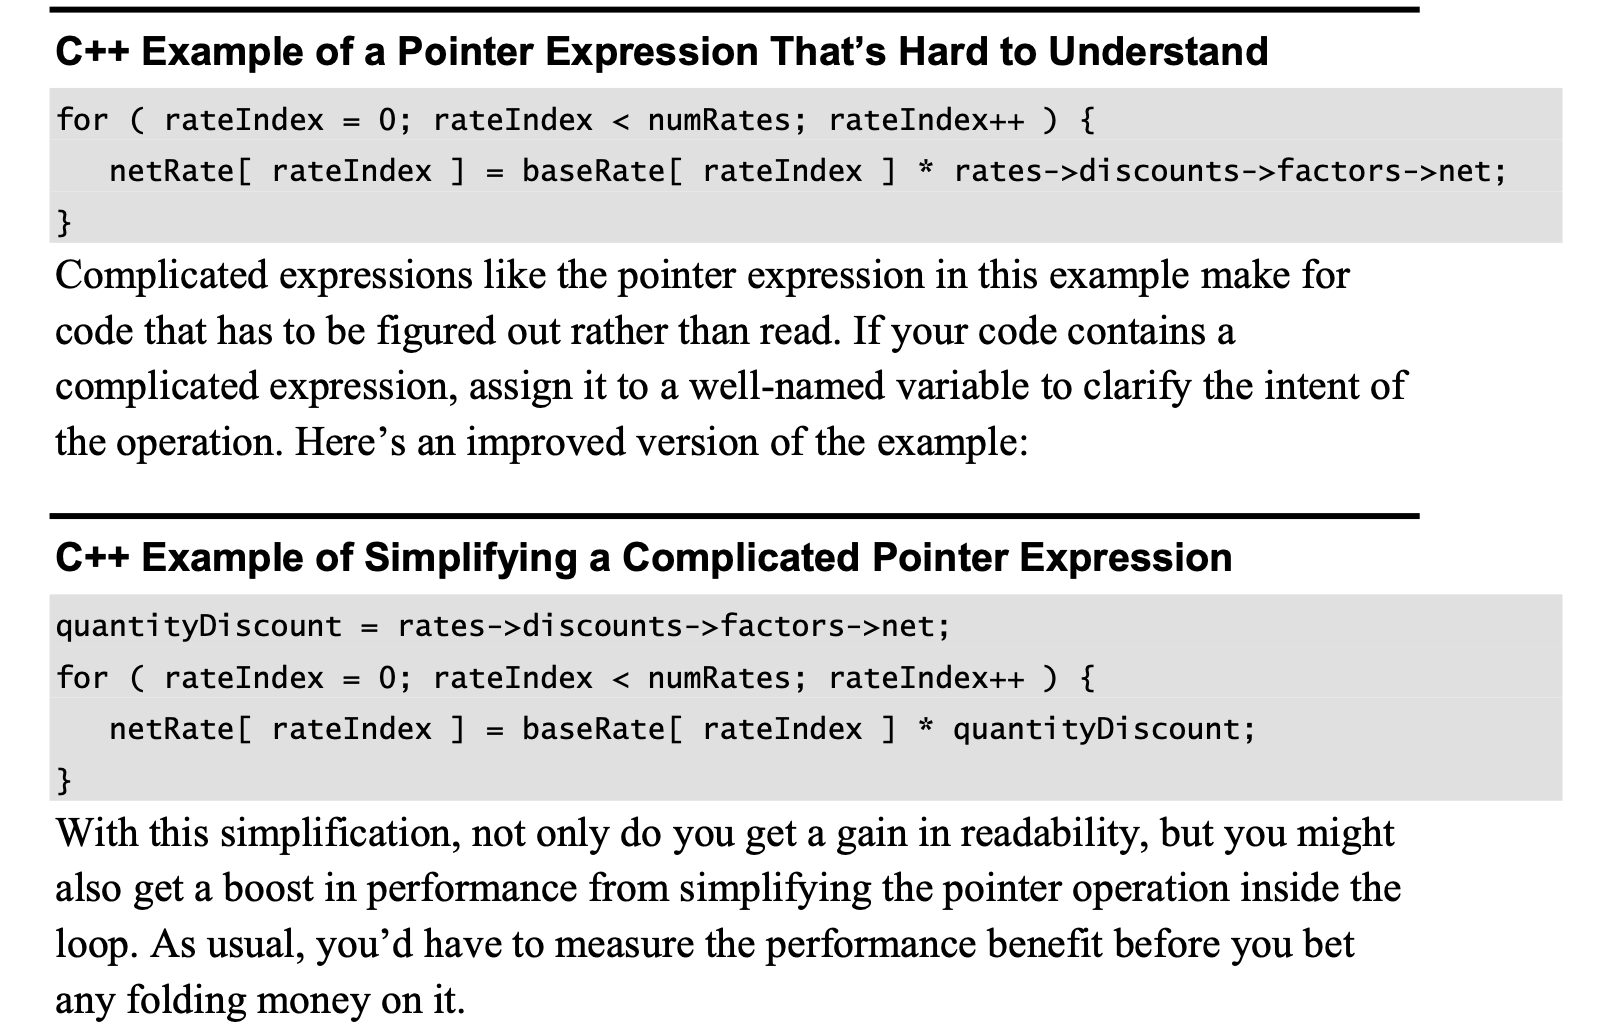 C++ Example of a Pointer Expression That’s Hard to Understand
for ( rateIndex = 0; rateIndex < numRates; rateIndex++ ) {
   netRate[ rateIndex ] = baseRate[ rateIndex ] * rates->discounts->factors->net;
}
Complicated expressions like the pointer expression in this example make for
code that has to be figured out rather than read. If your code contains a
complicated expression, assign it to a well-named variable to clarify the intent of
the operation. Here’s an improved version of the example:
C++ Example of Simplifying a Complicated Pointer Expression
quantityDiscount = rates->discounts->factors->net;
for ( rateIndex = 0; rateIndex < numRates; rateIndex++ ) {
   netRate[ rateIndex ] = baseRate[ rateIndex ] * quantityDiscount;
}
With this simplification, not only do you get a gain in readability, but you might
also get a boost in performance from simplifying the pointer operation inside the
loop. As usual, you’d have to measure the performance benefit before you bet
any folding money on it.